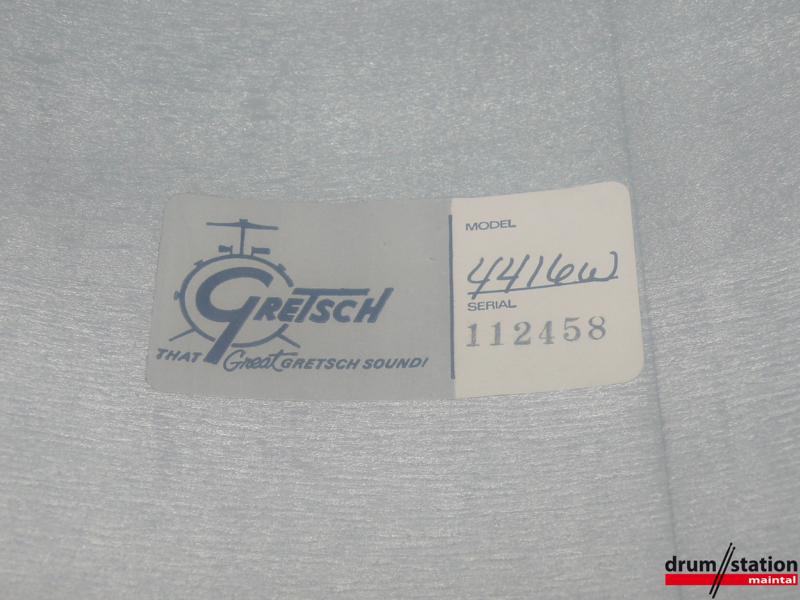 GRETSCH
THAT Great GRETSCH SOUND!
MODEL
4416W
SERIAL
112458
drum//station
maintal